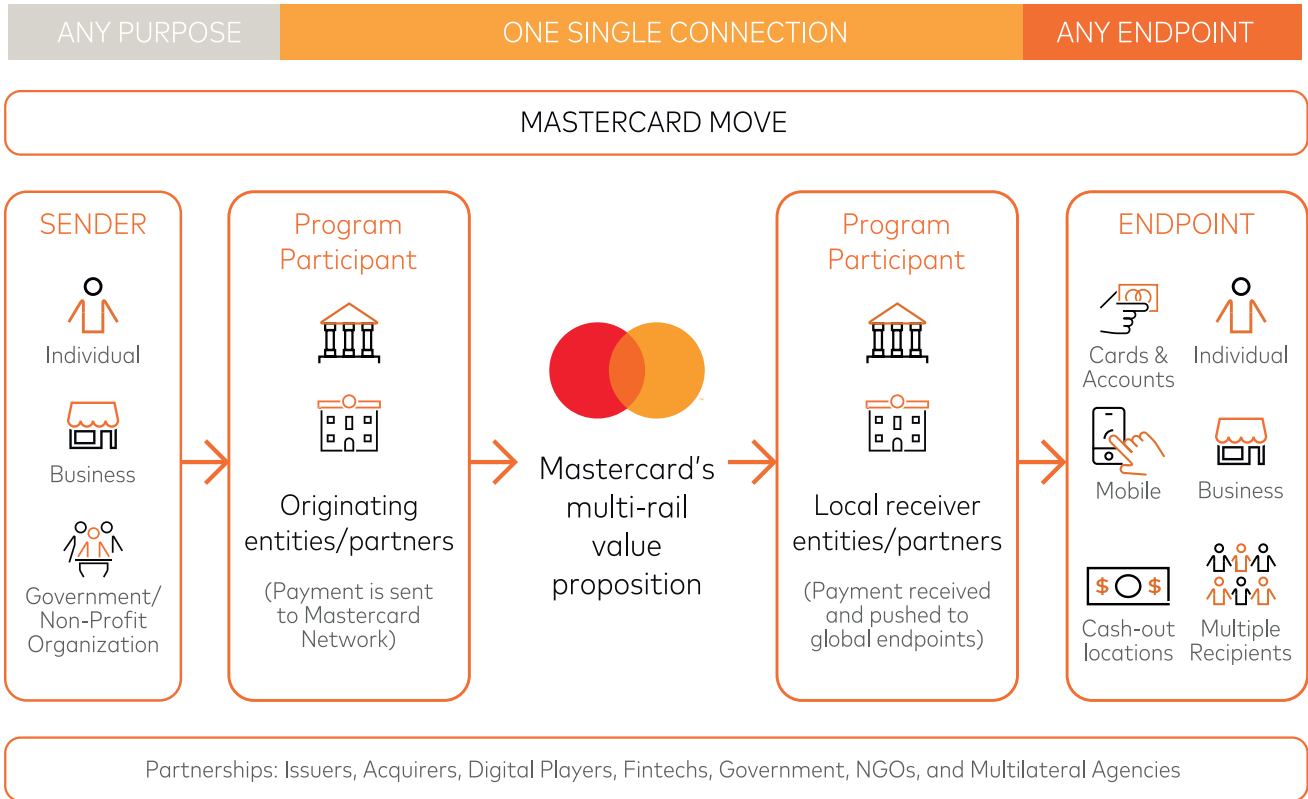 ANY PURPOSE
ONE SINGLE CONNECTION
ANY ENDPOINT
MASTERCARD MOVE
SENDER
Individual
Business
Government/
Non-Profit
Organization
Program
Participant
Originating
entities/partners
(Payment is sent
to Mastercard
Network)
Mastercard’s
multi-rail
value
proposition
Program
Participant
Local receiver
entities/partners
(Payment received
and pushed to
global endpoints)
ENDPOINT
Cards &
Accounts
Individual
Mobile
Business
$ $
Cash-out
locations
Multiple
Recipients
Partnerships: Issuers, Acquirers, Digital Players, Fintechs, Government, NGOs, and Multilateral Agencies